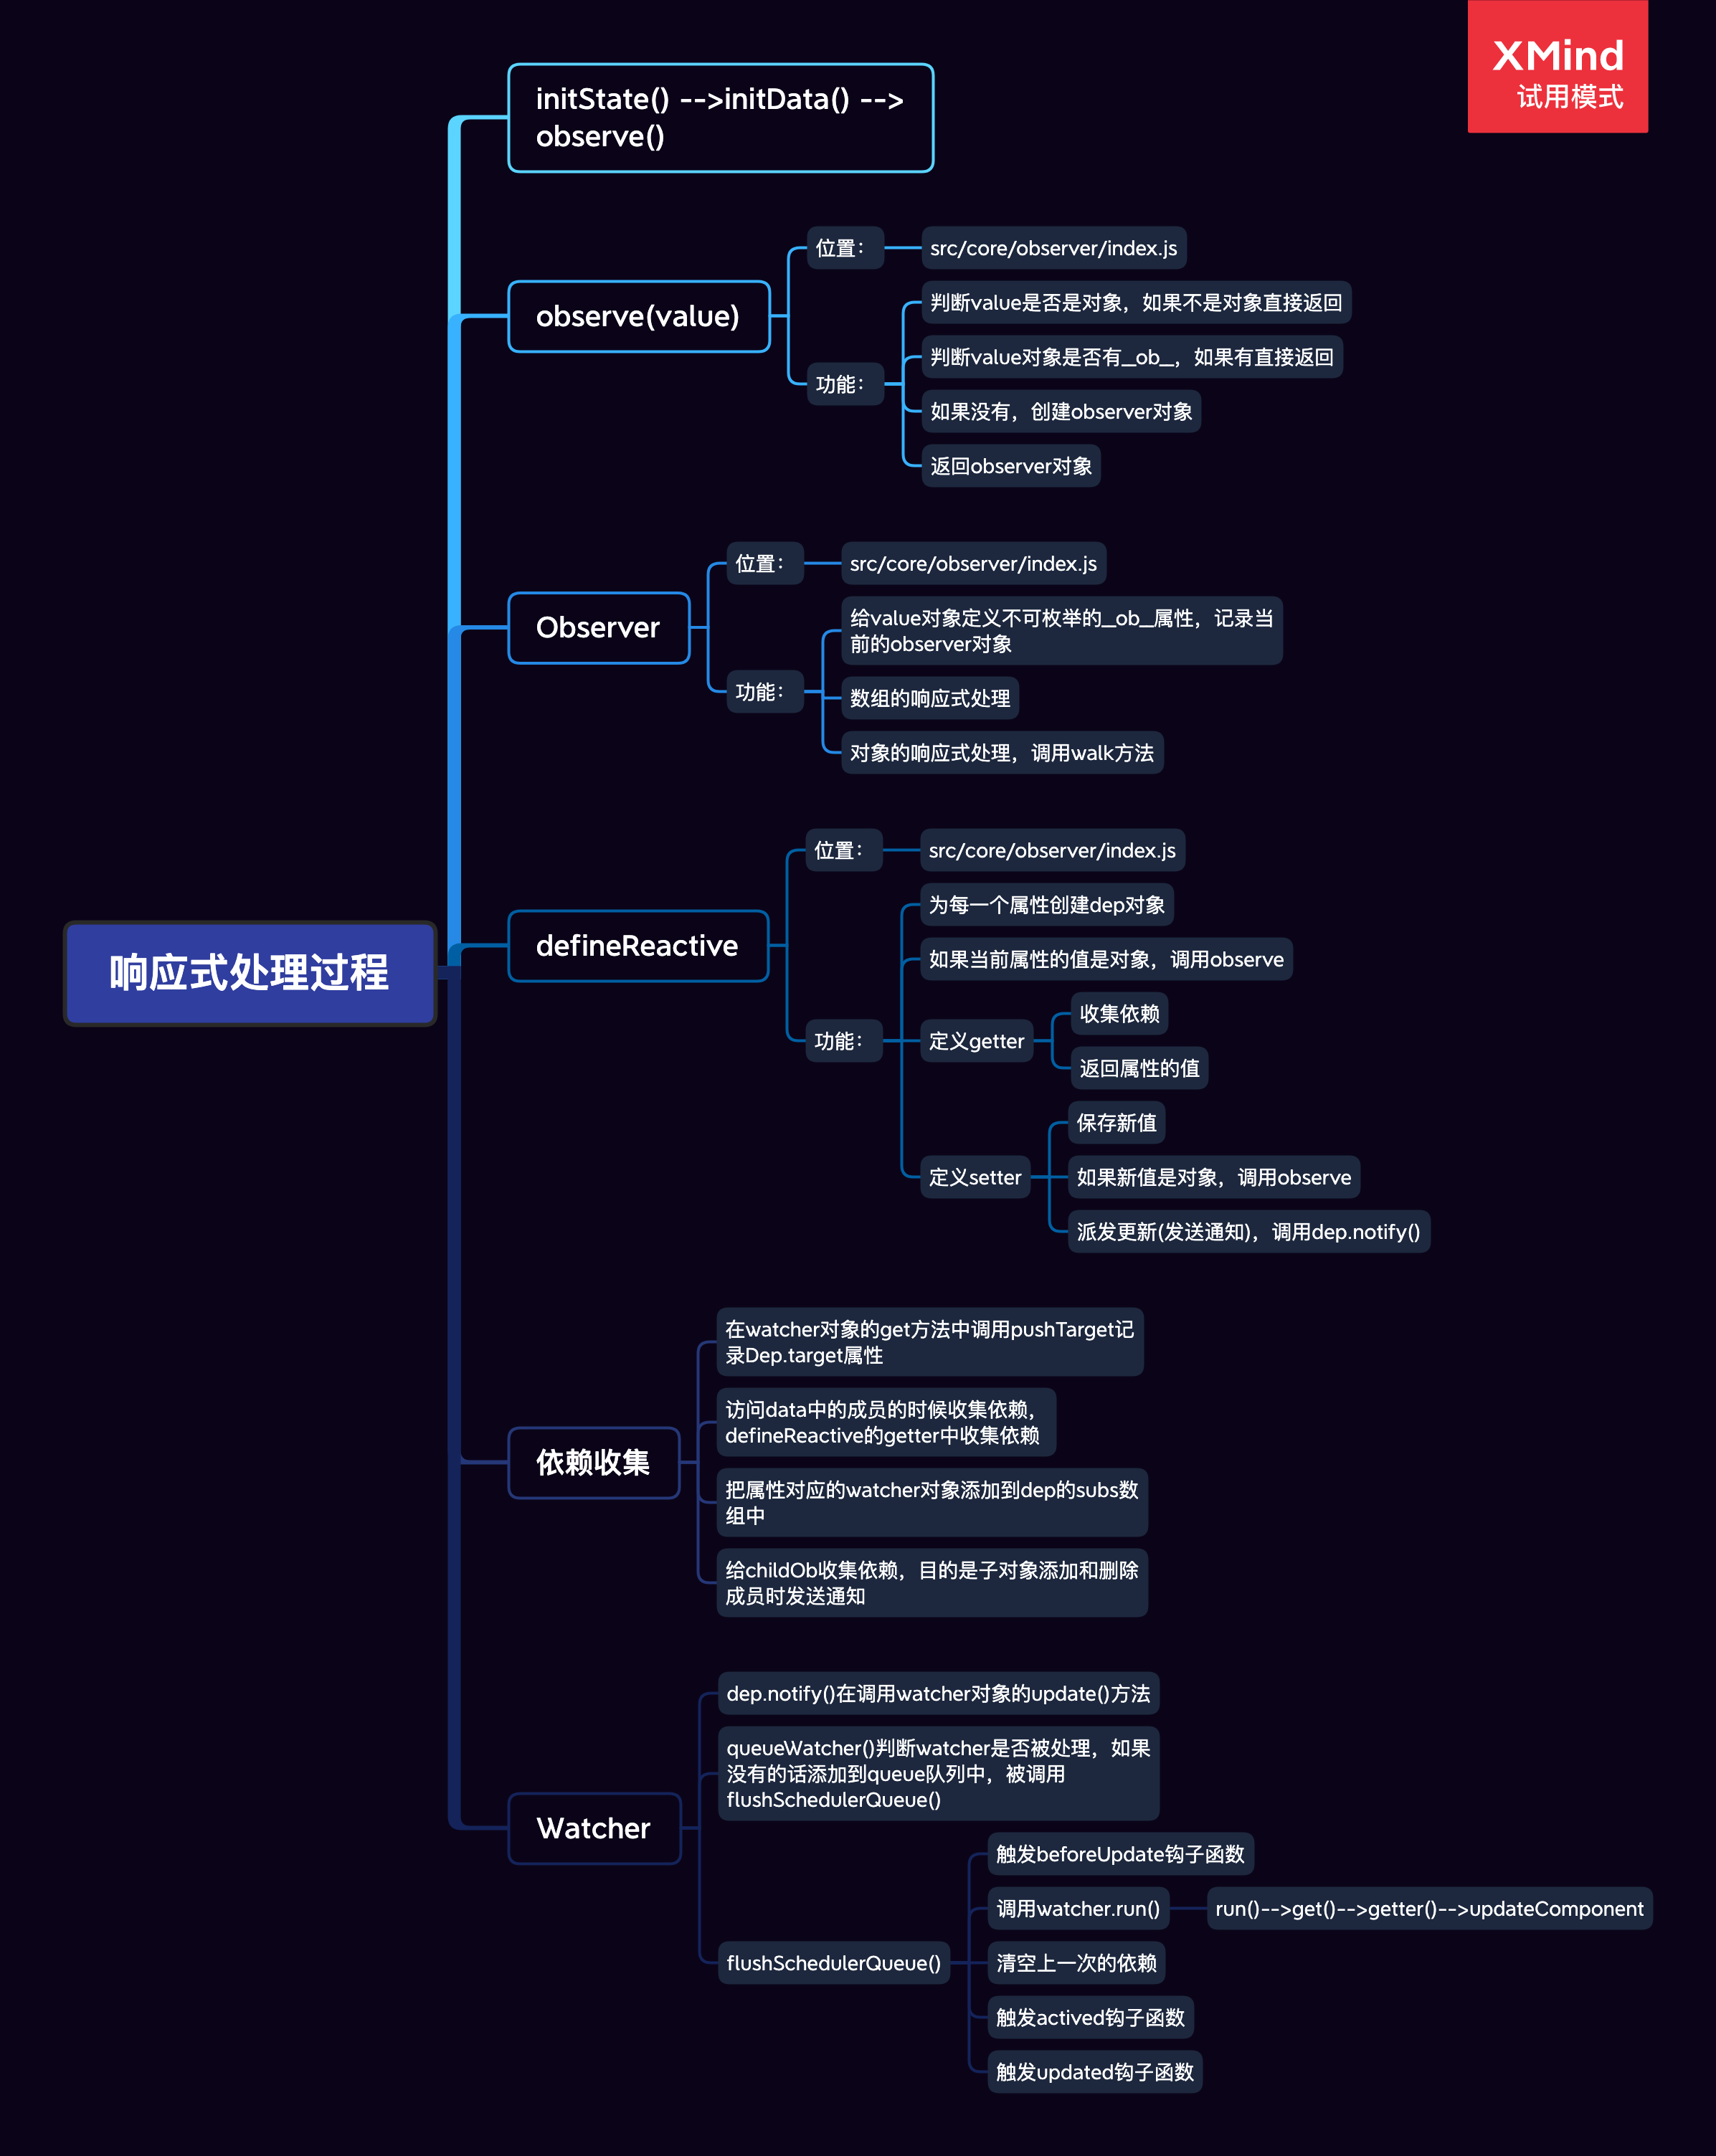 XMind
试用模式
initState() -->initData() -->
observe()
observe(value)
位置：
src/core/observer/index.js
功能：
判断value是否是对象，如果不是对象直接返回
判断value对象是否有_ob_，如果有直接返回
如果没有，创建observer对象
返回observer对象
Observer
位置：
src/core/observer/index.js
功能：
给value对象定义不可枚举的_ob_属性，记录当
前的observer对象
数组的响应式处理
对象的响应式处理，调用walk方法
响应式处理过程
defineReactive
位置：
src/core/observer/index.js
功能：
为每一个属性创建dep对象
如果当前属性的值是对象，调用observe
定义getter
收集依赖
返回属性的值
定义setter
保存新值
如果新值是对象，调用observe
派发更新(发送通知)，调用dep.notify()
依赖收集
在watcher对象的get方法中调用pushTarget记
录Dep.target属性
访问data中的成员的时候收集依赖，
defineReactive的getter中收集依赖
把属性对应的watcher对象添加到dep的subs数
组中
给childOb收集依赖，目的是子对象添加和删除
成员时发送通知
Watcher
dep.notify()在调用watcher对象的update()方法
queueWatcher()判断watcher是否被处理，如果
没有的话添加到queue队列中，被调用
flushSchedulerQueue()
flushSchedulerQueue()
触发beforeUpdate钩子函数
调用watcher.run()
run()-->get()-->getter()-->updateComponent
清空上一次的依赖
触发actived钩子函数
触发updated钩子函数